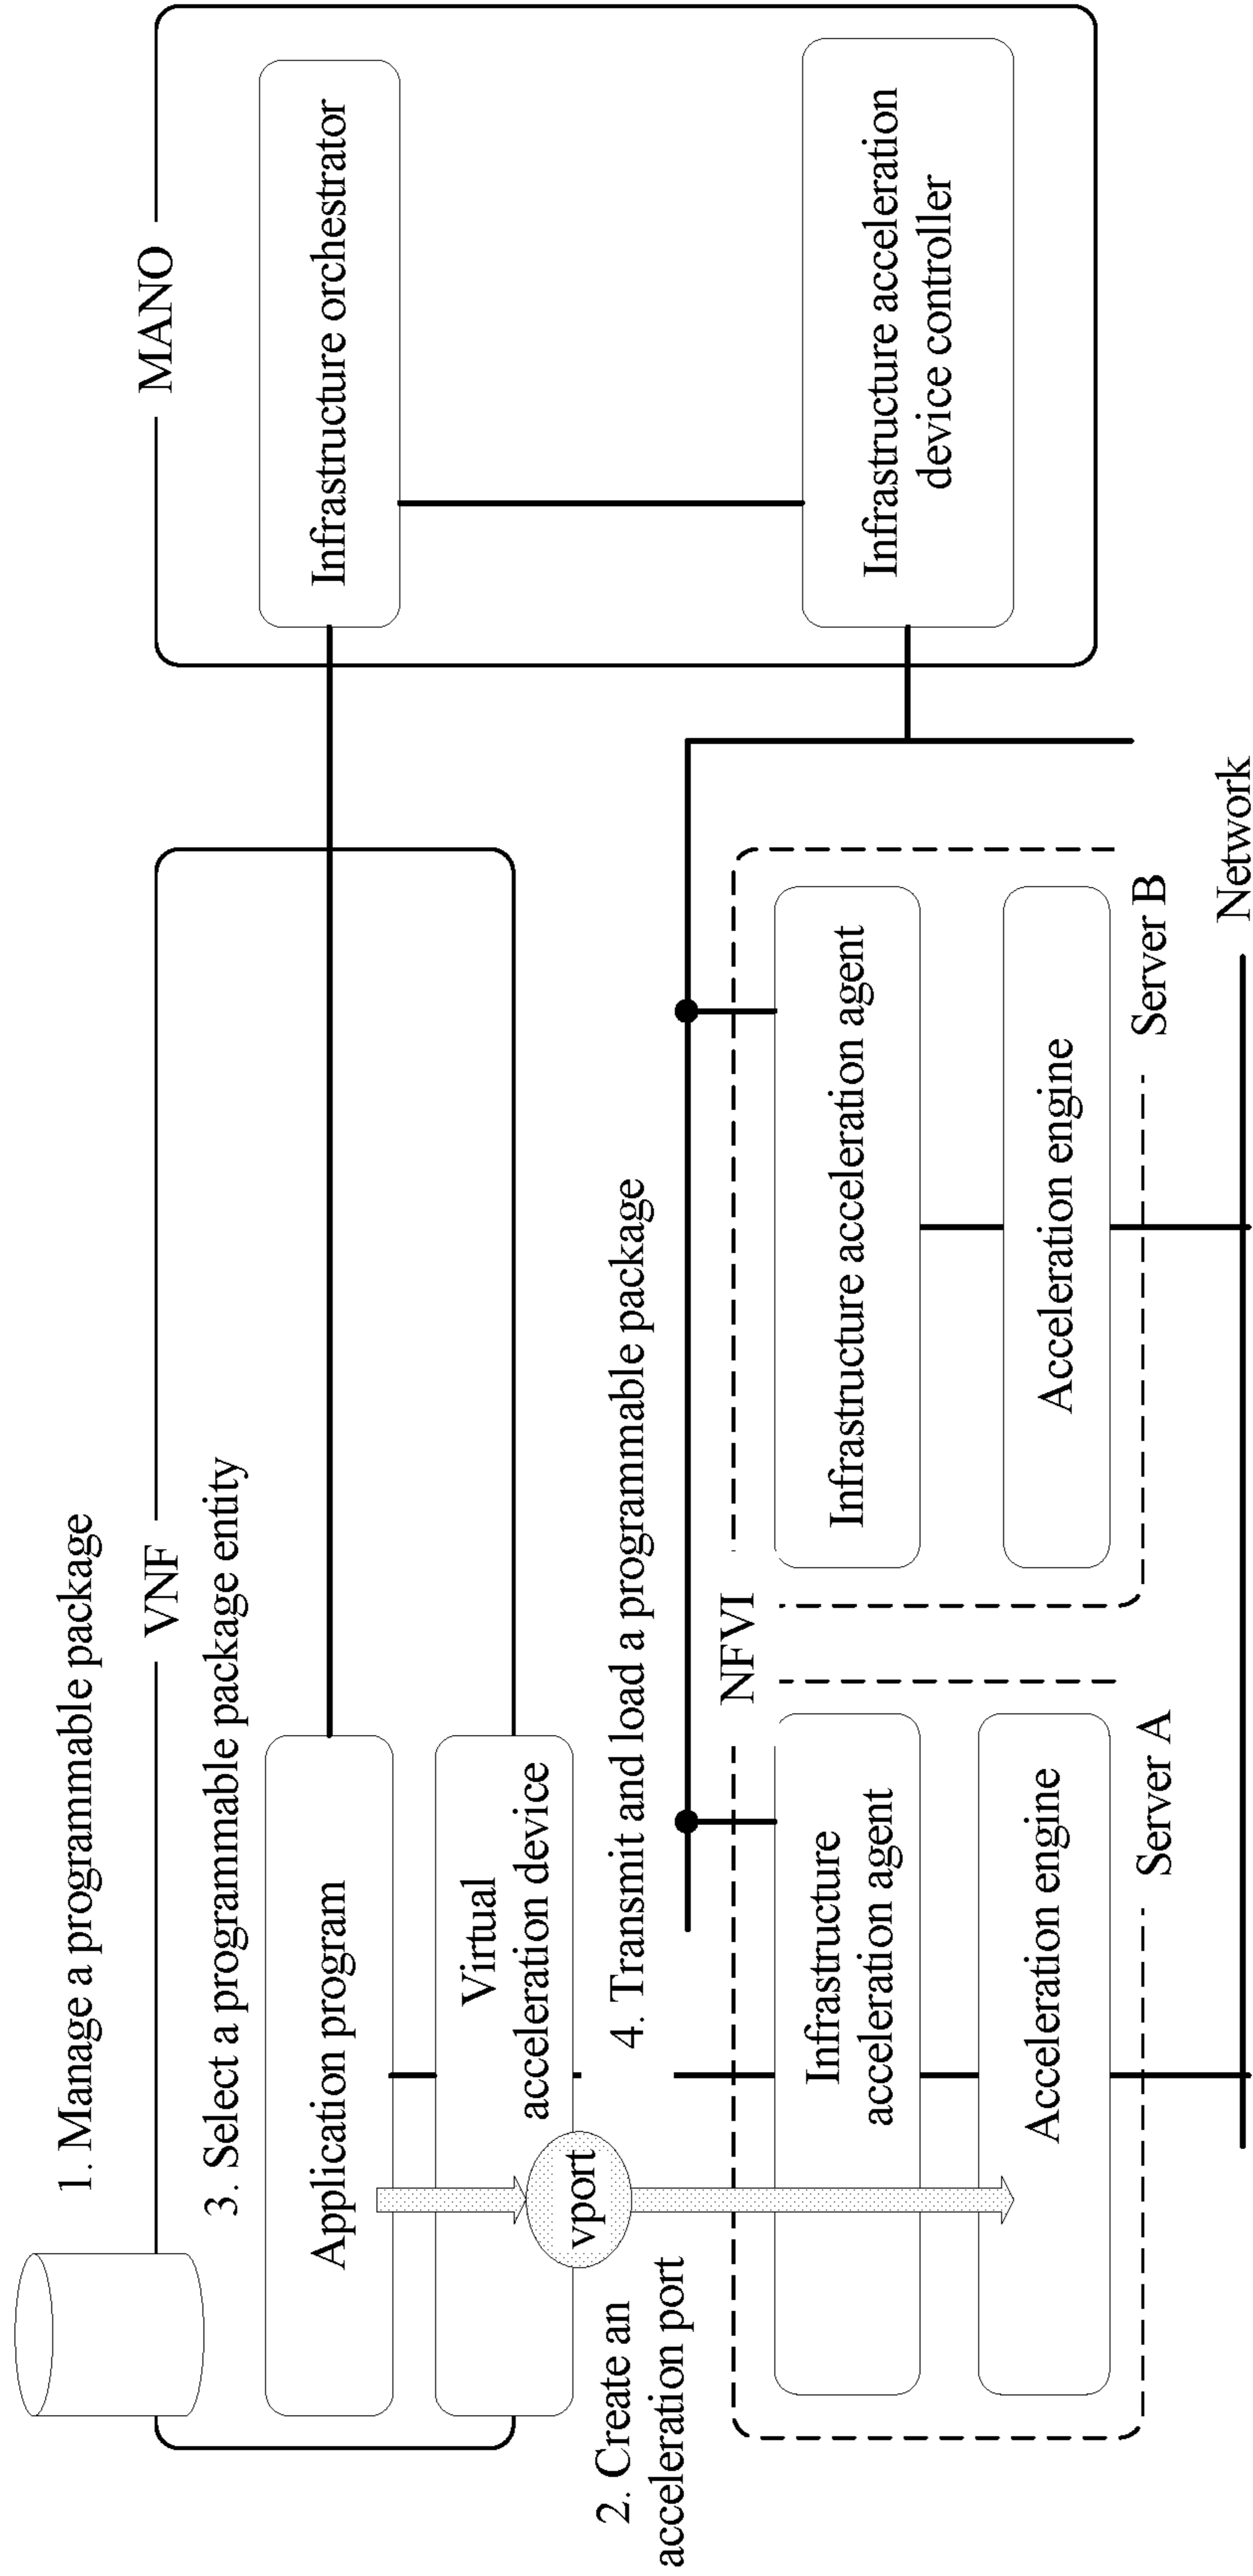 1. Manage a programmable package
VNF
MANO
3. Select a programmable package entity
Application program
Infrastructure orchestrator
Virtual
acceleration device
vport
2. Create an
acceleration port
4. Transmit and load a programmable package
NFVI
Infrastructure
acceleration agent
Infrastructure acceleration agent
Infrastructure acceleration
device controller
Acceleration engine
Acceleration engine
Server A
Server B
Network